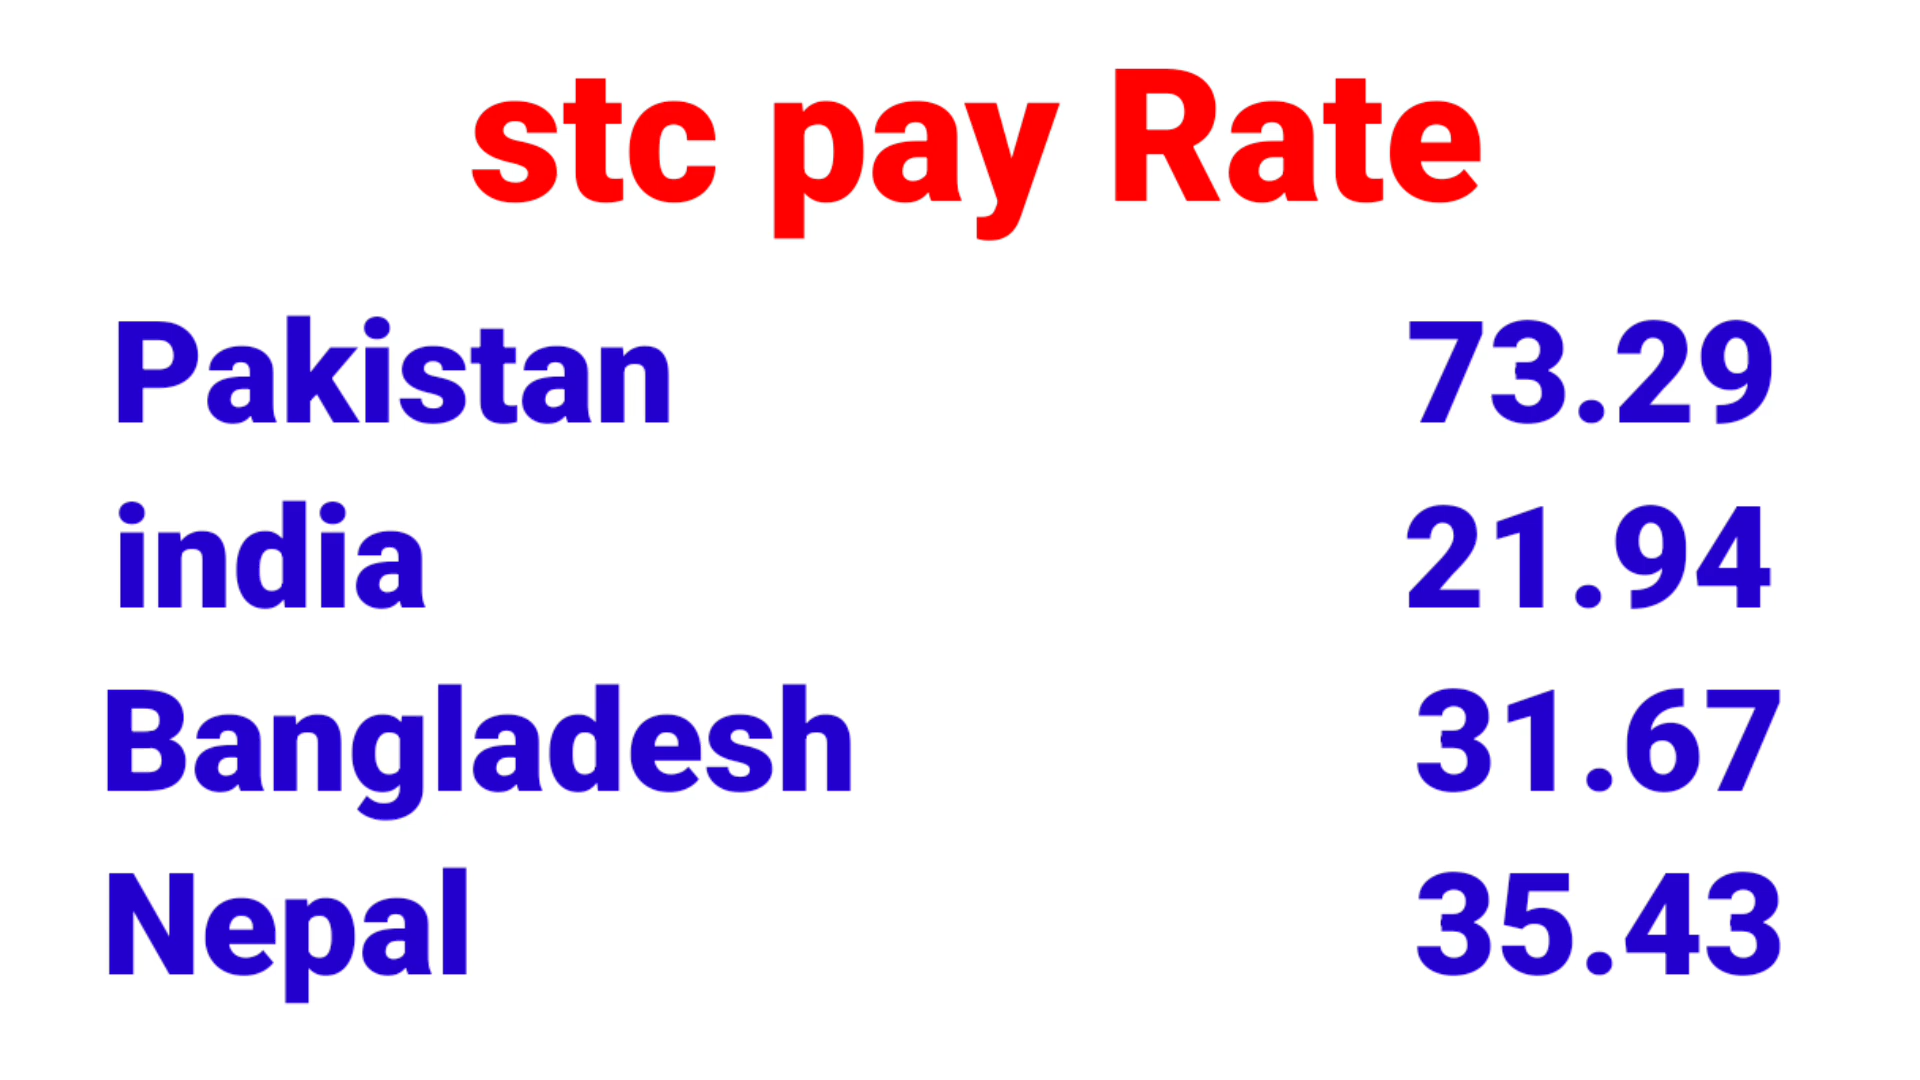 stc pay Rate
Pakistan 73.29
india 21.94
Bangladesh 31.67
Nepal 35.43